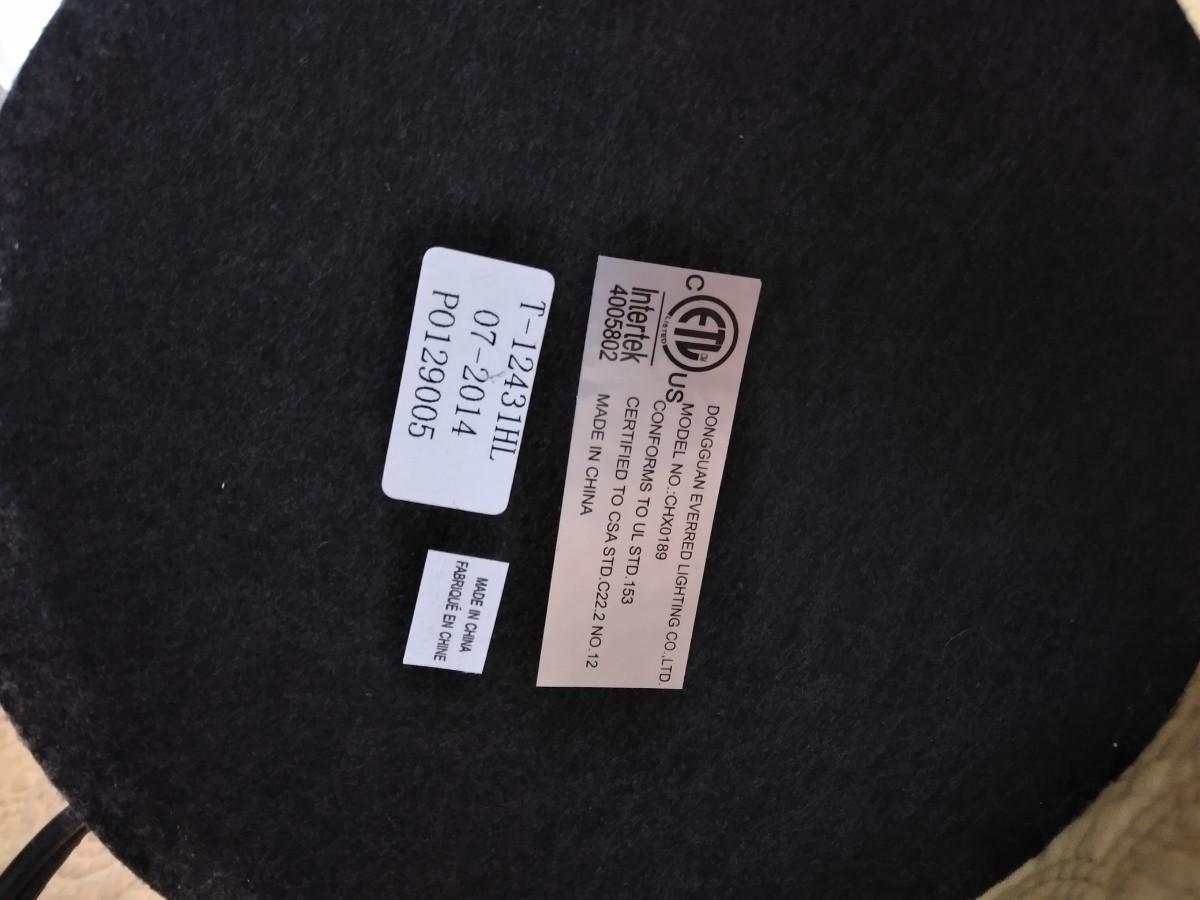 C ETL US
LISTED
CM
Intertek
4005802
DONGGUAN EVERRED LIGHTING CO.,LTD.
MODEL NO.:CHX0189
CONFORMS TO UL STD.153
CERTIFIED TO CSA STD.C22.2 NO.12
MADE IN CHINA
T-12431HL
07-2014
PO129005
MADE IN CHINA
FABRIQUÉ EN CHINE